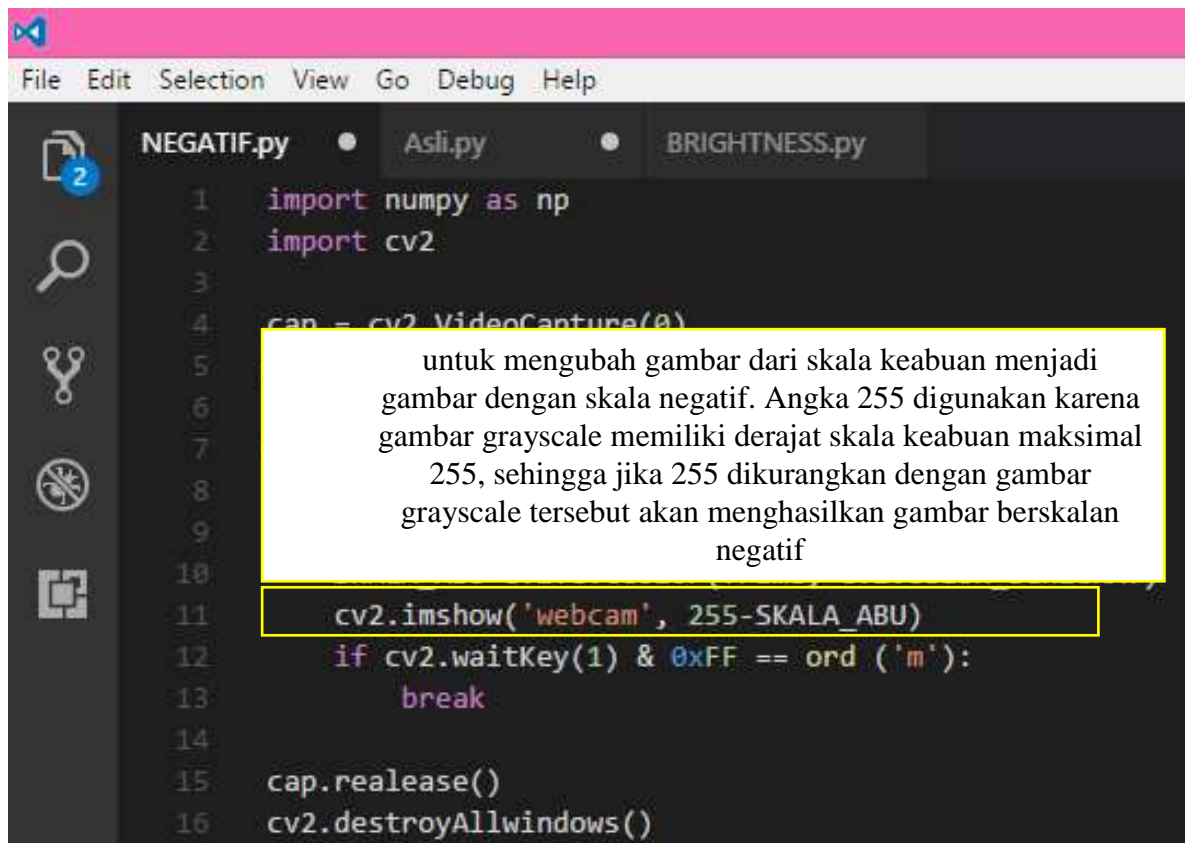 File Edit Selection View Go Debug Help
2
NEGATIF.py Asli.py BRIGHTNESS.py
1 import numpy as np
2 import cv2
3
4 cap = cv2.VideoCapture(0)
5
6
7
8
9
10
untuk mengubah gambar dari skala keabuan menjadi
gambar dengan skala negatif. Angka 255 digunakan karena
gambar grayscale memiliki derajat skala keabuan maksimal
255, sehingga jika 255 dikurangkan dengan gambar
grayscale tersebut akan menghasilkan gambar berskalan
negatif
11 cv2.imshow('webcam', 255-SKALA_ABU)
12 if cv2.waitKey(1) & 0xFF == ord ('m'):
13 break
14
15 cap.realease()
16 cv2.destroyAllwindows()